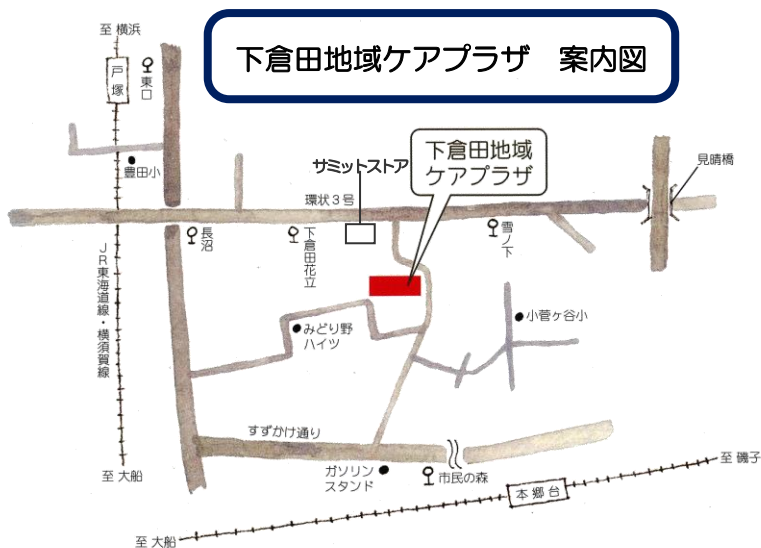 下倉田地域ケアプラザ　案内図
至 横浜
戸塚
東口
豊田小
サミットストア
下倉田地域
ケアプラザ
見晴橋
環状3号
長沼
下倉田花立
雪ノ下
JR東海道線・横須賀線
みどり野
ハイツ
小菅ヶ谷小
すずかけ通り
至 大船
ガソリン
スタンド
市民の森
本郷台
至 磯子
至 大船